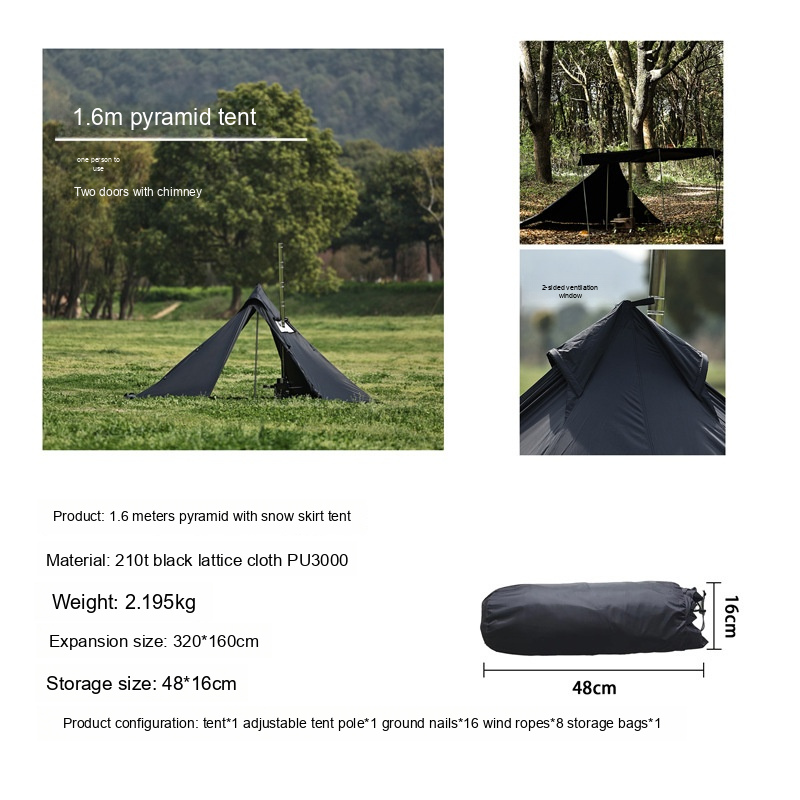 1.6m pyramid tent
one person to
use
Two doors with chimney
2-sided ventilation
window
Product: 1.6 meters pyramid with snow skirt tent
Material: 210t black lattice cloth PU3000
Weight: 2.195kg
Expansion size: 320*160cm
Storage size: 48*16cm
16cm
48cm
Product configuration: tent*1 adjustable tent pole*1 ground nails*16 wind ropes*8 storage bags*1